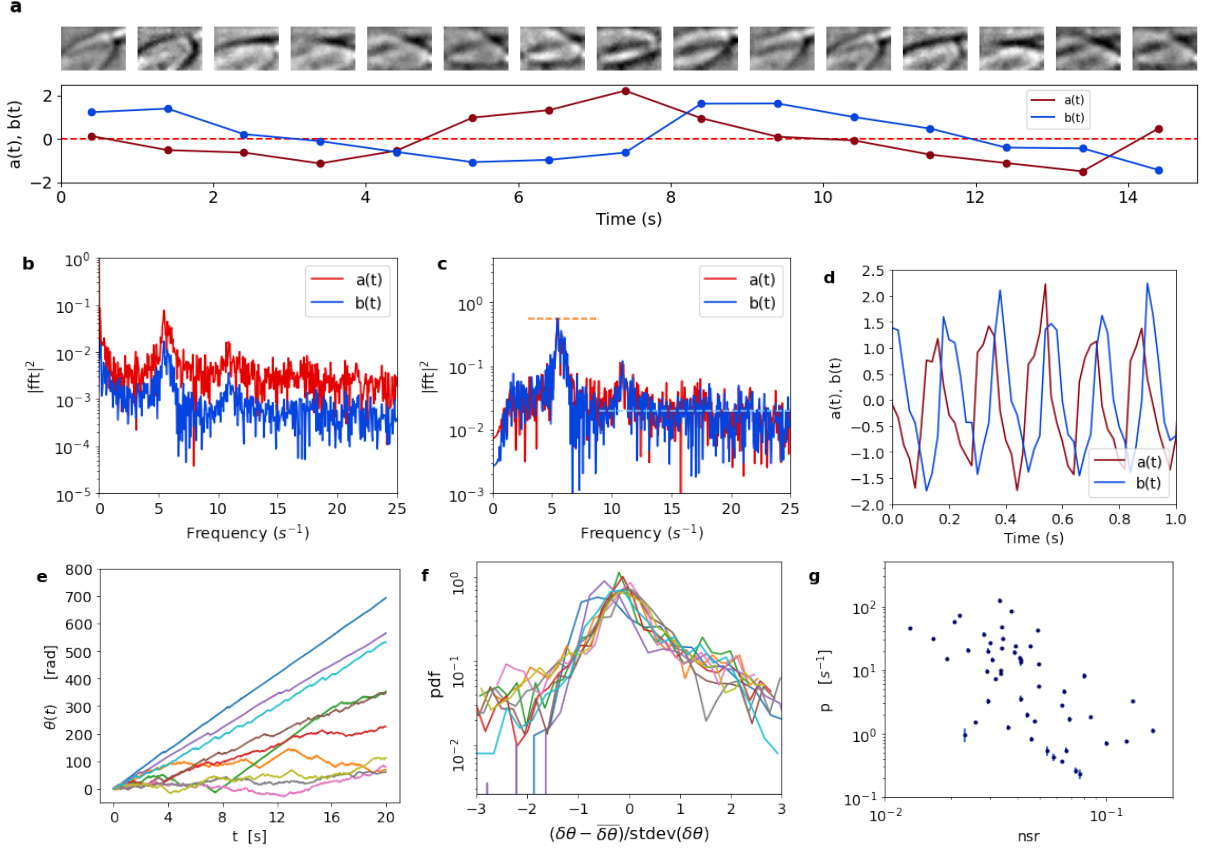 a
a(t), b(t)
2
0
−2
a(t)
b(t)
0 2 4 6 8 10 12 14
Time (s)
b
|fft|²
10⁰
10⁻¹
10⁻²
10⁻³
10⁻⁴
10⁻⁵
a(t)
b(t)
0 5 10 15 20 25
Frequency (s⁻¹)
c
|fft|²
10⁰
10⁻¹
10⁻²
10⁻³
a(t)
b(t)
0 5 10 15 20 25
Frequency (s⁻¹)
d
a(t), b(t)
2.5
2.0
1.5
1.0
0.5
0.0
−0.5
−1.0
−1.5
−2.0
a(t)
b(t)
0.0 0.2 0.4 0.6 0.8 1.0
Time (s)
e
θ(t) [rad]
800
700
600
500
400
300
200
100
0
0 4 8 12 16 20
t [s]
f
pdf
10⁰
10⁻¹
10⁻²
−3 −2 −1 0 1 2 3
(δθ − δθ̅)/stdev(δθ)
g
p [s⁻¹]
10²
10¹
10⁰
10⁻¹
10⁻² 10⁻¹
nsr